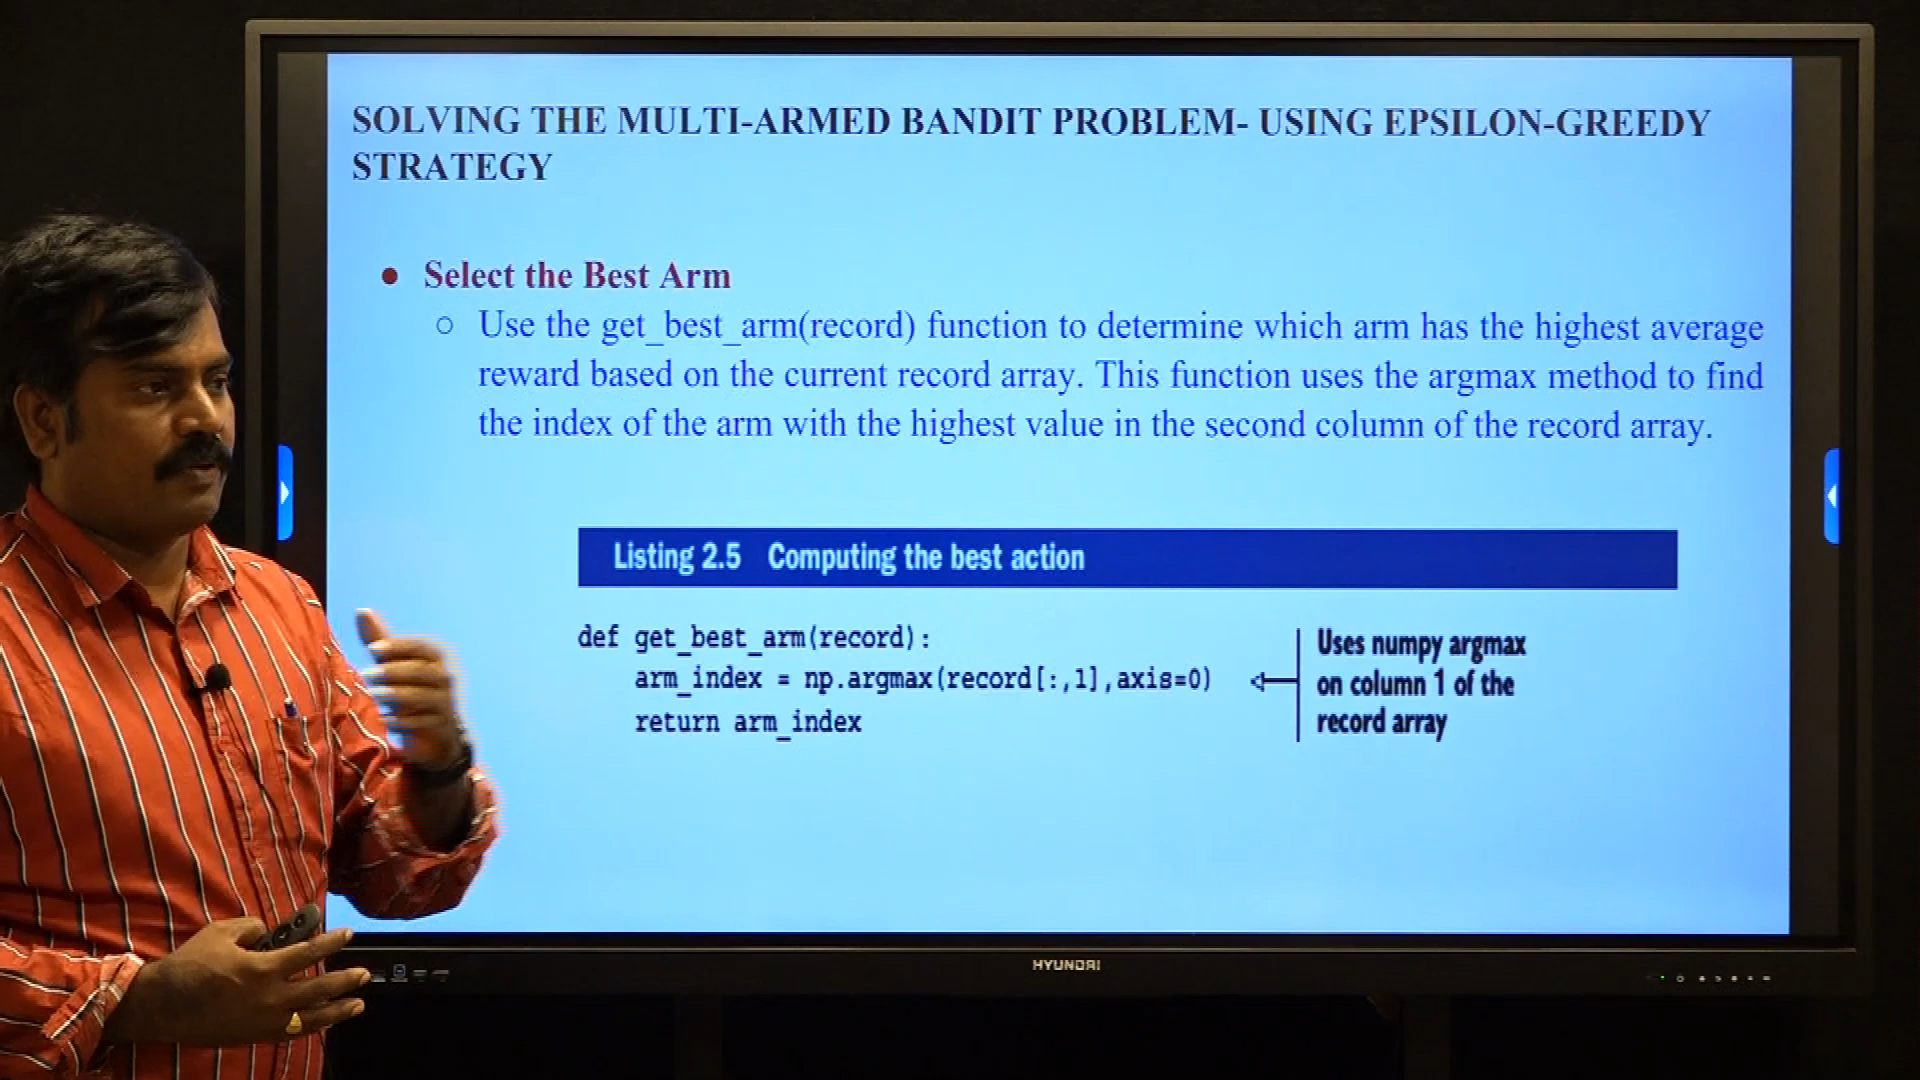 SOLVING THE MULTI-ARMED BANDIT PROBLEM- USING EPSILON-GREEDY
STRATEGY
● Select the Best Arm
○ Use the get_best_arm(record) function to determine which arm has the highest average
reward based on the current record array. This function uses the argmax method to find
the index of the arm with the highest value in the second column of the record array.
Listing 2.5 Computing the best action
def get_best_arm(record):
arm_index = np.argmax(record[:,1],axis=0)
return arm_index
Uses numpy argmax
on column 1 of the
record array
HYUNDAI